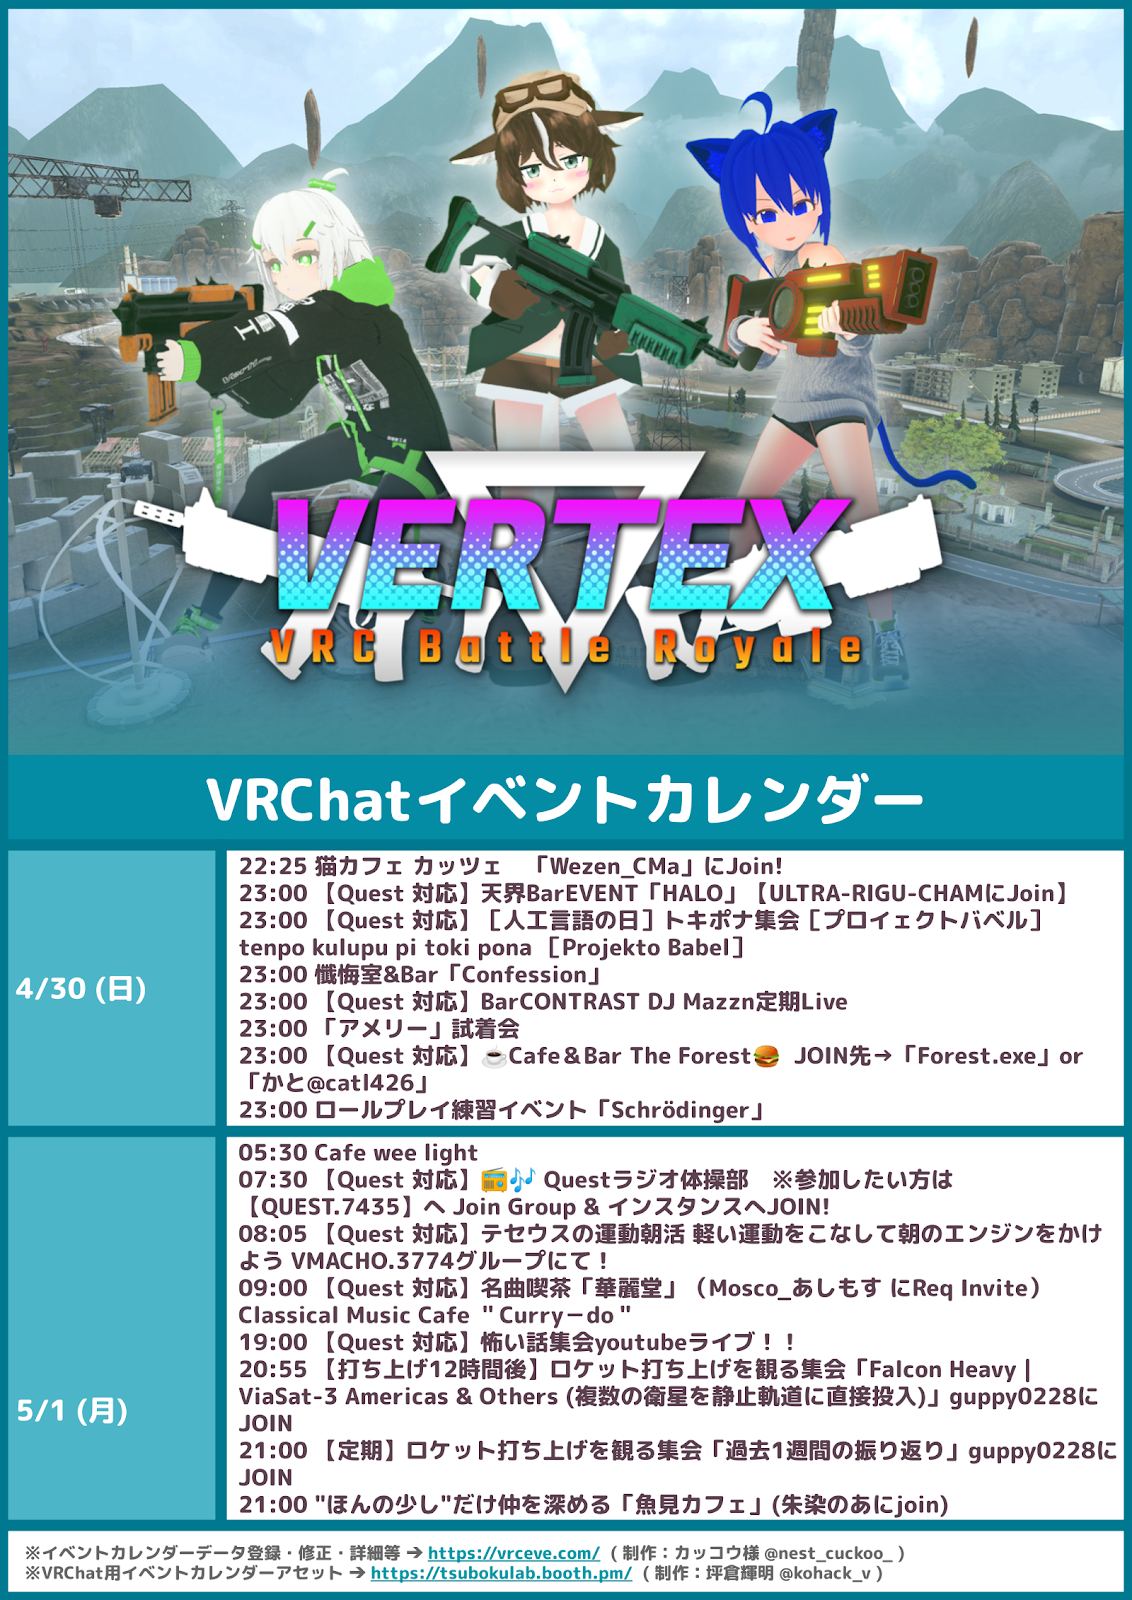 VERTEX
VRC Battle Royale
VRChatイベントカレンダー
4/30 (日)
22:25 猫カフェ カッツェ　「Wezen_CMa」にJoin!
23:00 【Quest 対応】天界BarEVENT「HALO」【ULTRA-RIGU-CHAMにJoin】
23:00 【Quest 対応】［人工言語の日］トキポナ集会［プロイェクトバベル］
tenpo kulupu pi toki pona ［Projekto Babel］
23:00 懺悔室&Bar「Confession」
23:00 【Quest 対応】BarCONTRAST DJ Mazzn定期Live
23:00 「アメリー」試着会
23:00 【Quest 対応】☕Cafe＆Bar The Forest🍔 JOIN先→「Forest.exe」or
「かと@catl426」
23:00 ロールプレイ練習イベント「Schrödinger」
5/1 (月)
05:30 Cafe wee light
07:30 【Quest 対応】📻🎶 Questラジオ体操部　※参加したい方は
【QUEST.7435】へ Join Group & インスタンスへJOIN!
08:05 【Quest 対応】テセウスの運動朝活 軽い運動をこなして朝のエンジンをかけ
よう VMACHO.3774グループにて！
09:00 【Quest 対応】名曲喫茶「華麗堂」（Mosco_あしもす にReq Invite）
Classical Music Cafe ＂Curryーdo＂
19:00 【Quest 対応】怖い話集会youtubeライブ！！
20:55 【打ち上げ12時間後】ロケット打ち上げを観る集会「Falcon Heavy |
ViaSat-3 Americas & Others (複数の衛星を静止軌道に直接投入)」guppy0228に
JOIN
21:00 【定期】ロケット打ち上げを観る集会「過去1週間の振り返り」guppy0228に
JOIN
21:00 "ほんの少し"だけ仲を深める「魚見カフェ」(朱染のあにjoin)
※イベントカレンダーデータ登録・修正・詳細等 ➔ https://vrceve.com/ （制作：カッコウ様 @nest_cuckoo_ ）
※VRChat用イベントカレンダーアセット ➔ https://tsubokulab.booth.pm/ （制作：坪倉輝明 @kohack_v ）